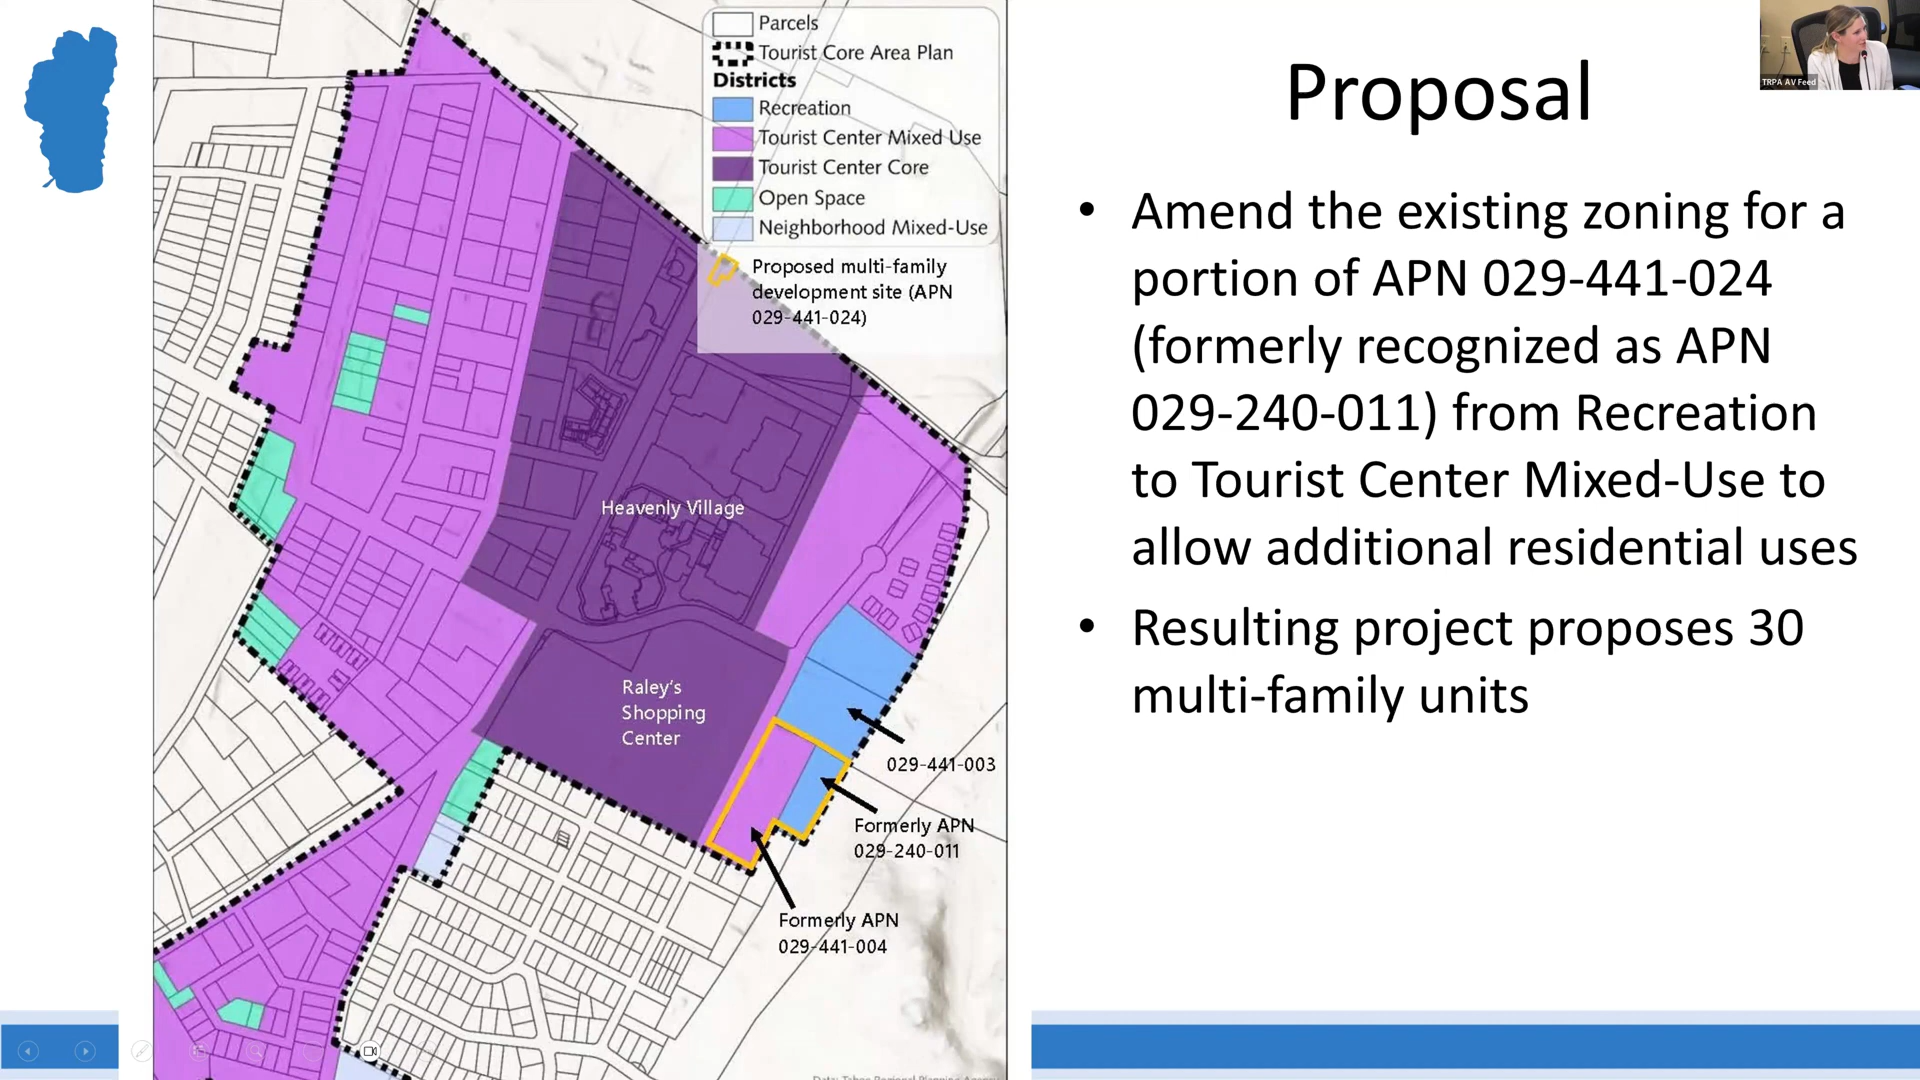 Parcels
Tourist Core Area Plan
Districts
Recreation
Tourist Center Mixed Use
Tourist Center Core
Open Space
Neighborhood Mixed-Use
Proposed multi-family
development site (APN
029-441-024)
Heavenly Village
Raley's
Shopping
Center
029-441-003
Formerly APN
029-240-011
Formerly APN
029-441-004
Proposal
• Amend the existing zoning for a
portion of APN 029-441-024
(formerly recognized as APN
029-240-011) from Recreation
to Tourist Center Mixed-Use to
allow additional residential uses
• Resulting project proposes 30
multi-family units
TRPA AV Feed